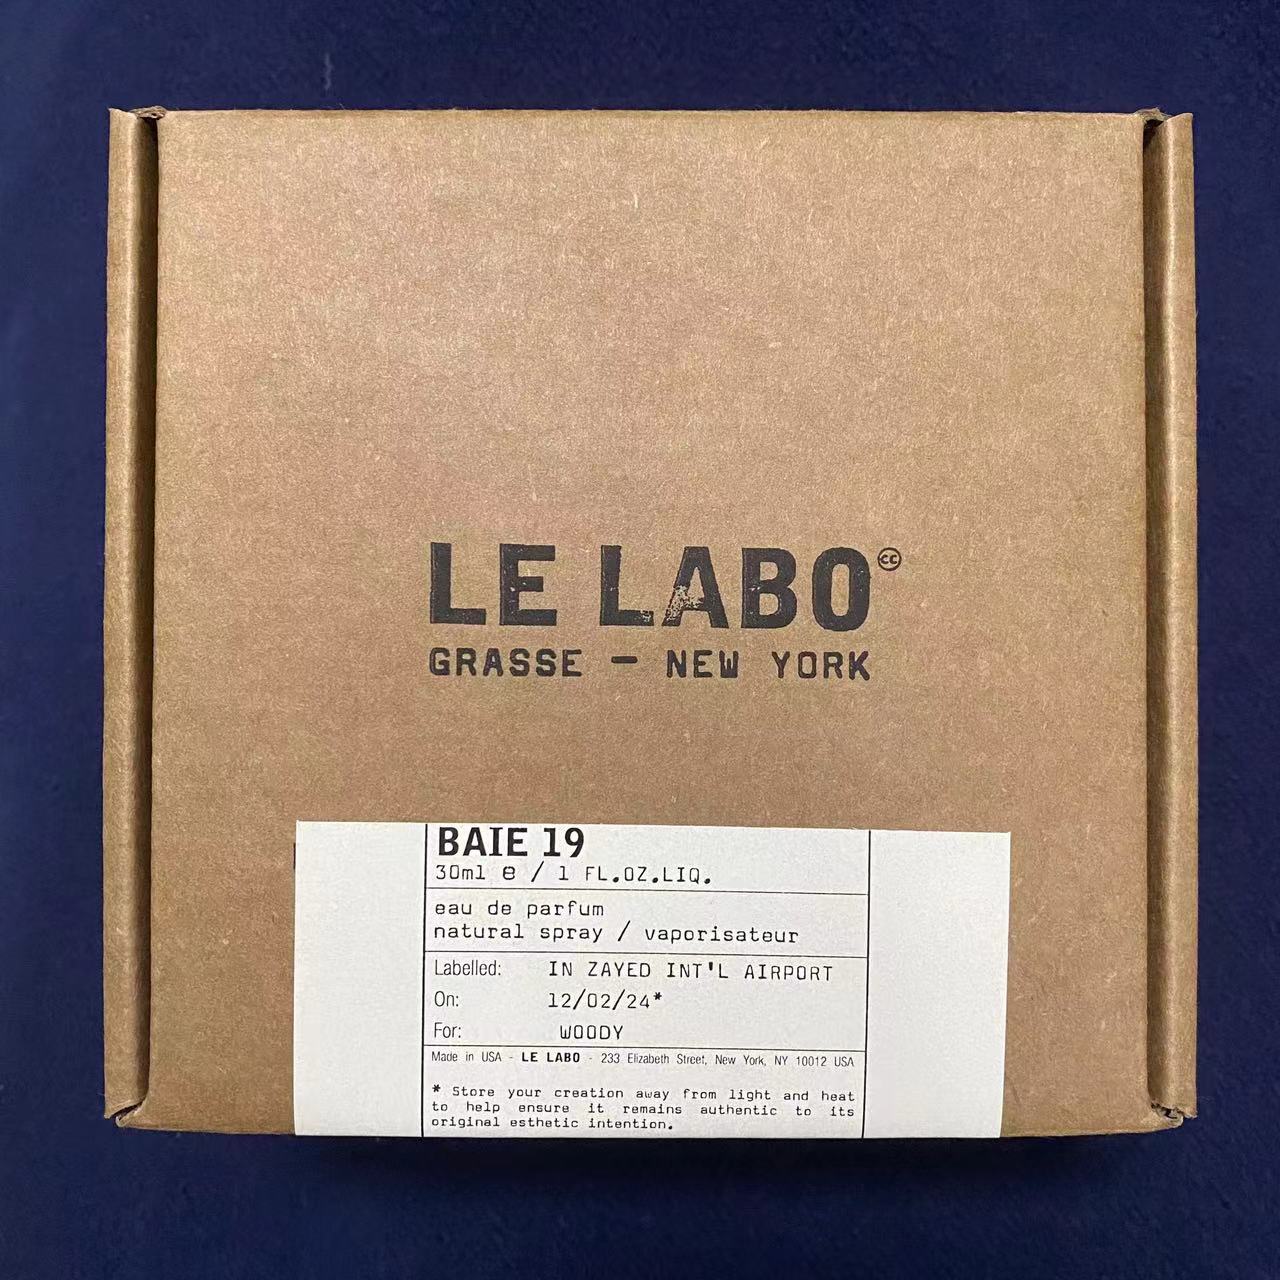 LE LABO
cc
GRASSE — NEW YORK
BAIE 19
30ml e / 1 FL.OZ.LIQ.
eau de parfum
natural spray / vaporisateur
Labelled: IN ZAYED INT'L AIRPORT
On: 12/02/24*
For: WOODY
Made in USA - LE LABO - 233 Elizabeth Street, New York, NY 10012 USA
* Store your creation away from light and heat
to help ensure it remains authentic to its
original esthetic intention.